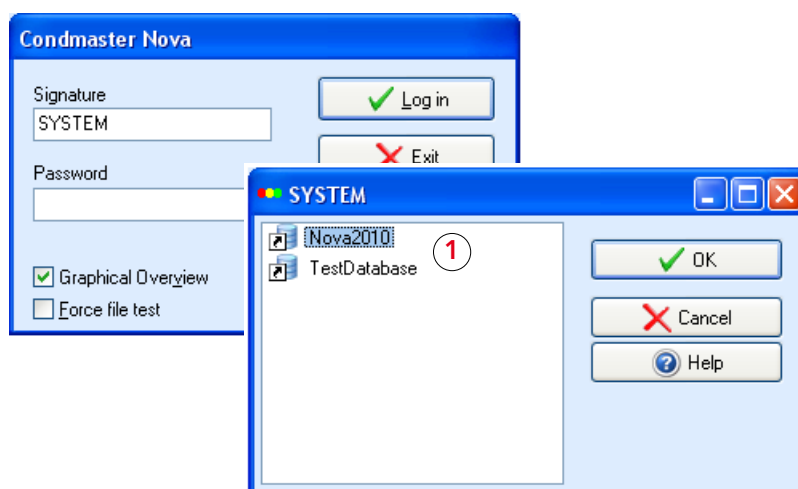 Condmaster Nova
Signature
SYSTEM
Log in
Exit
Password
Graphical Overview
Force file test
SYSTEM
Nova2010
TestDatabase
1
OK
Cancel
Help